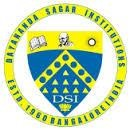 DAYANANDA SAGAR INSTITUTIONS
DSI
ESTD.1960.BANGALORE.INDIA